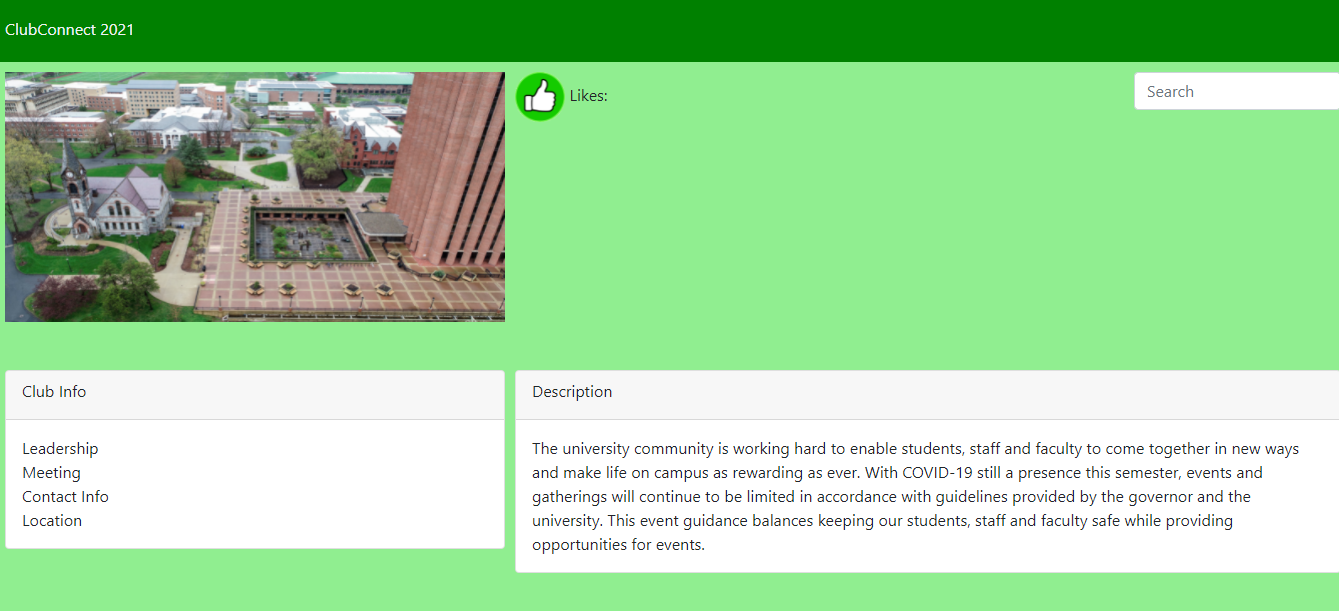 ClubConnect 2021
Likes:
Search
Club Info
Leadership
Meeting
Contact Info
Location
Description
The university community is working hard to enable students, staff and faculty to come together in new ways
and make life on campus as rewarding as ever. With COVID-19 still a presence this semester, events and
gatherings will continue to be limited in accordance with guidelines provided by the governor and the
university. This event guidance balances keeping our students, staff and faculty safe while providing
opportunities for events.